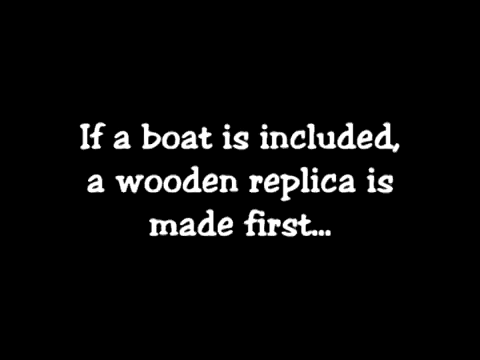 If a boat is included,
a wooden replica is
made first...